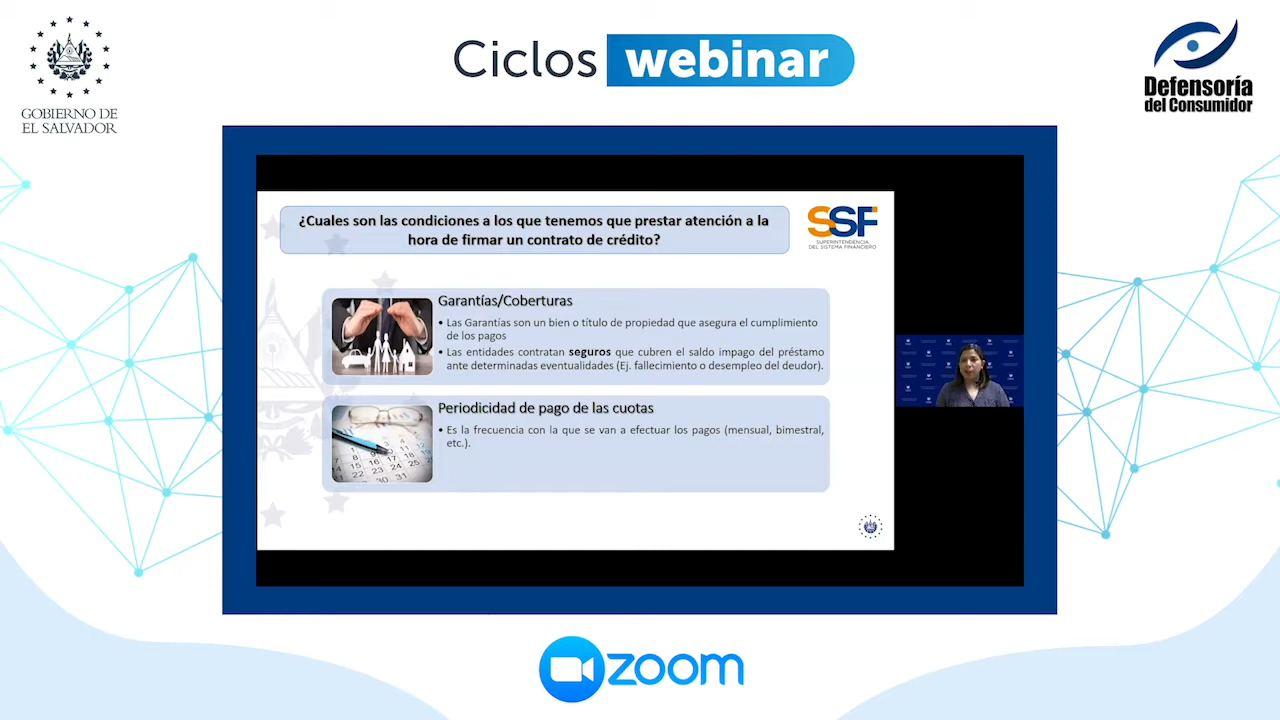 GOBIERNO DE
EL SALVADOR
Ciclos webinar
Defensoría
del Consumidor
¿Cuales son las condiciones a los que tenemos que prestar atención a la
hora de firmar un contrato de crédito?
SSF
SUPERINTENDENCIA
DEL SISTEMA FINANCIERO
Garantías/Coberturas
• Las Garantías son un bien o título de propiedad que asegura el cumplimiento
de los pagos
• Las entidades contratan seguros que cubren el saldo impago del préstamo
ante determinadas eventualidades (Ej. fallecimiento o desempleo del deudor).
Periodicidad de pago de las cuotas
• Es la frecuencia con la que se van a efectuar los pagos (mensual, bimestral,
etc.).
zoom